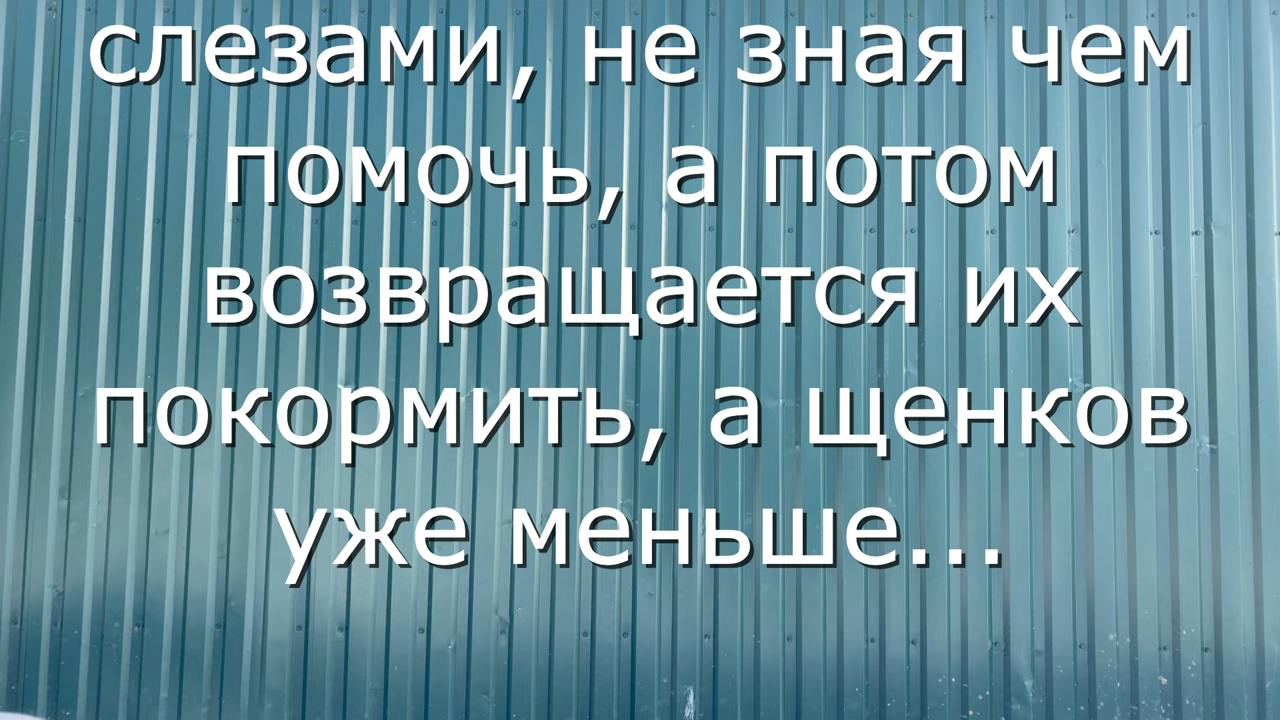 слезами, не зная чем
помочь, а потом
возвращается их
покормить, а щенков
уже меньше...